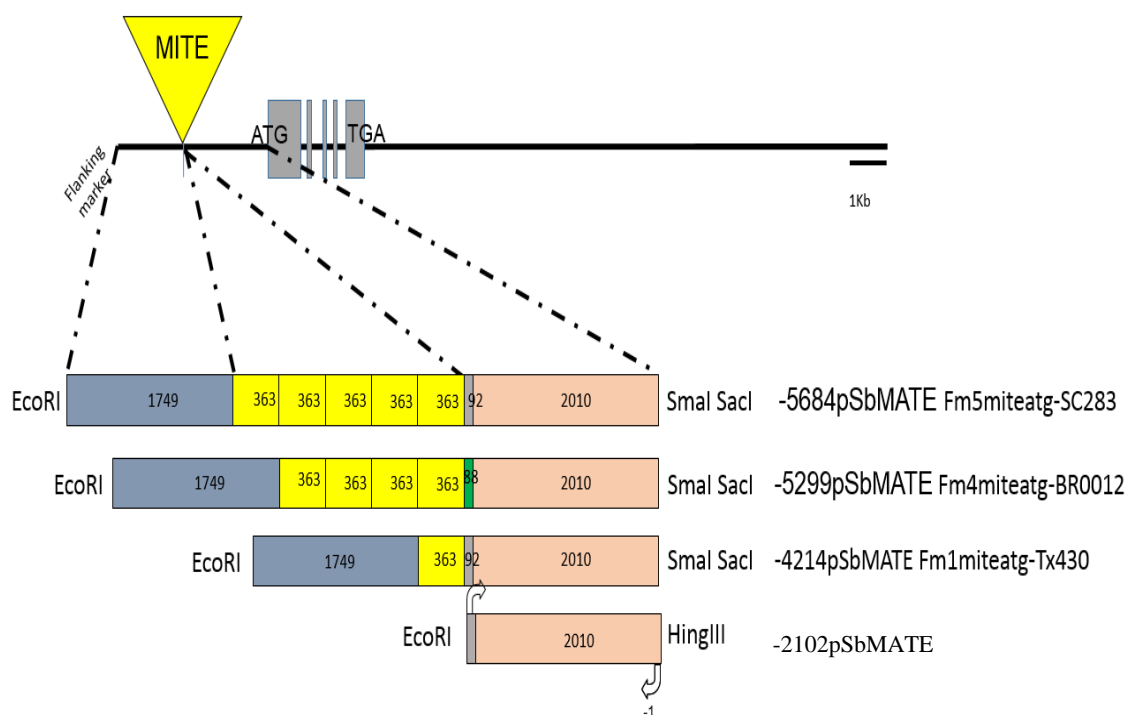 MITE
ATG
TGA
Flanking
marker
1Kb
EcoRI 1749 363 363 363 363 363 92 2010 SmaI SacI -5684pSbMATE Fm5miteatg-SC283
EcoRI 1749 363 363 363 363 88 2010 SmaI SacI -5299pSbMATE Fm4miteatg-BR0012
EcoRI 1749 363 92 2010 SmaI SacI -4214pSbMATE Fm1miteatg-Tx430
EcoRI 2010 HingIII -2102pSbMATE
-1